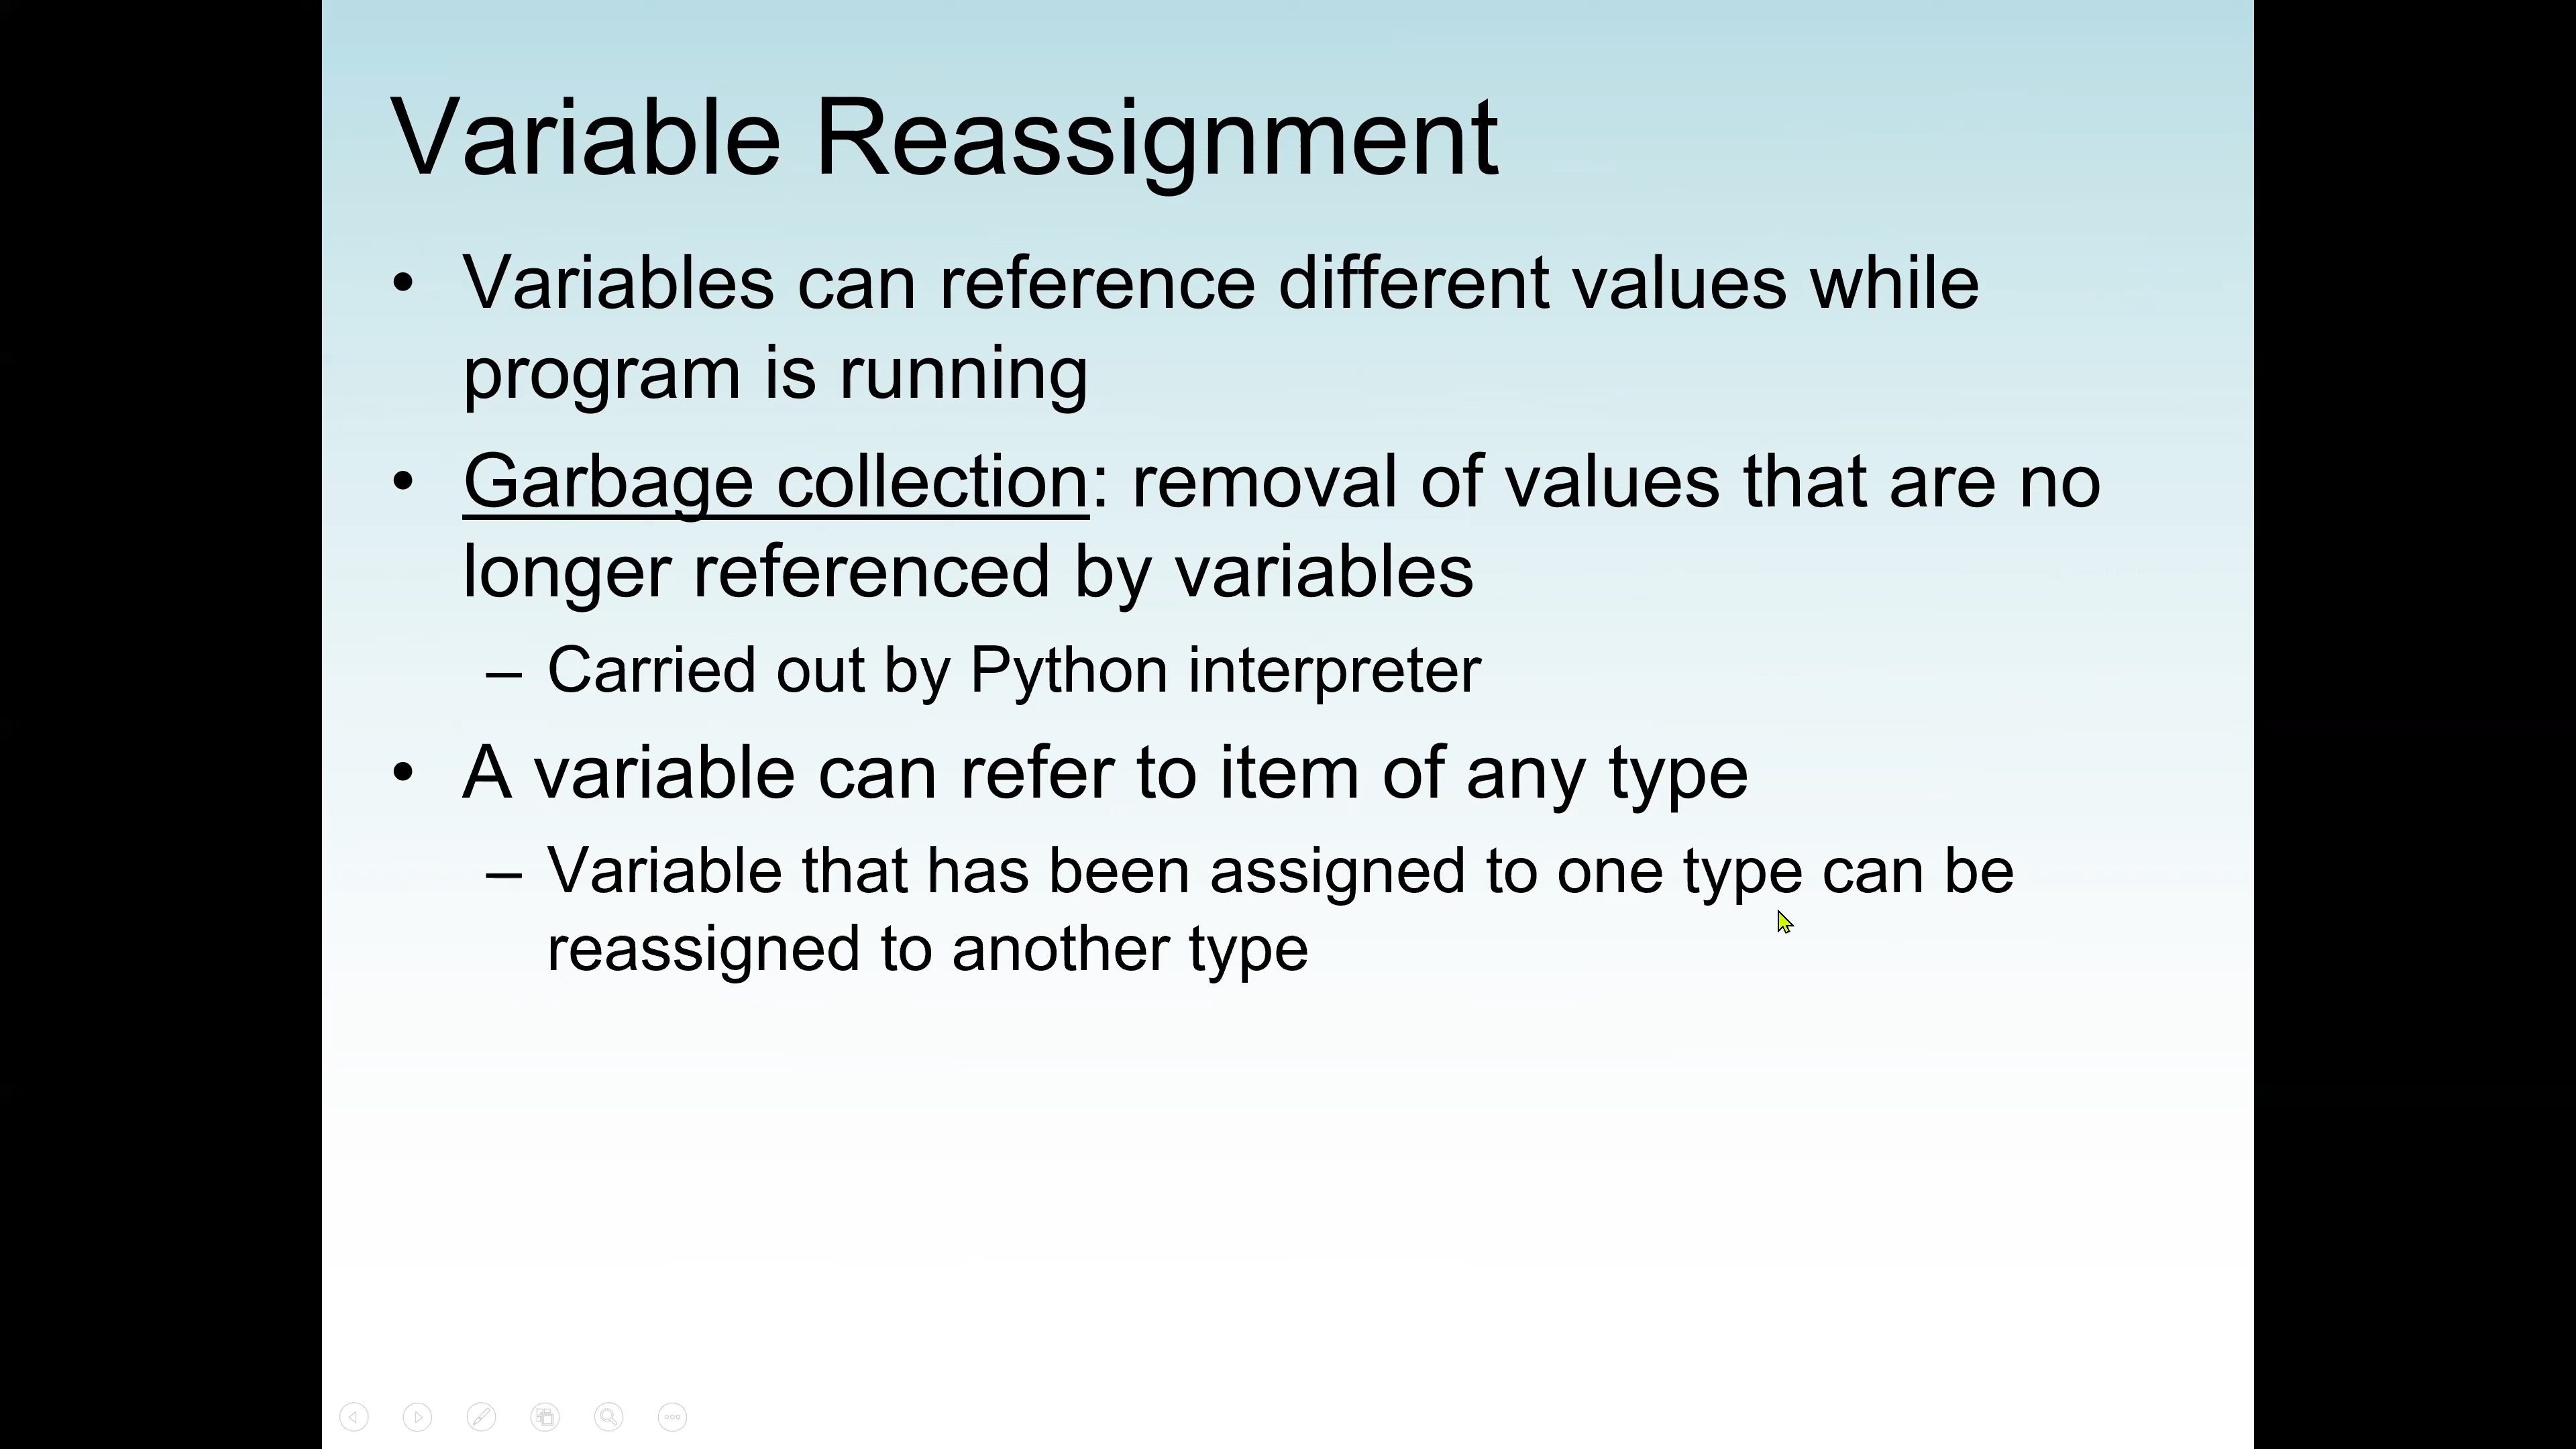 Variable Reassignment
• Variables can reference different values while
program is running
• Garbage collection: removal of values that are no
longer referenced by variables
– Carried out by Python interpreter
• A variable can refer to item of any type
– Variable that has been assigned to one type can be
reassigned to another type